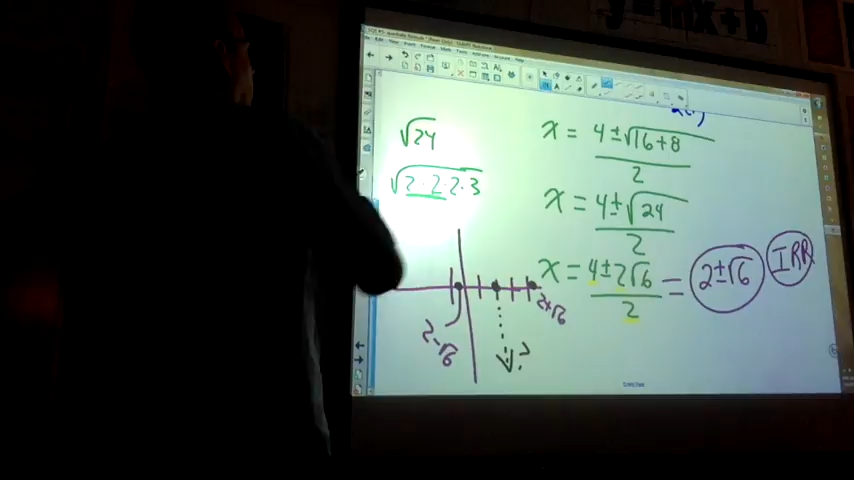 y=mx+b
√24
√2·2·2·3
x = 4±√16+8
2
x = 4±√24
2
x = 4±2√6
2
= 2±√6
IRR
2-√6
2+√6
?